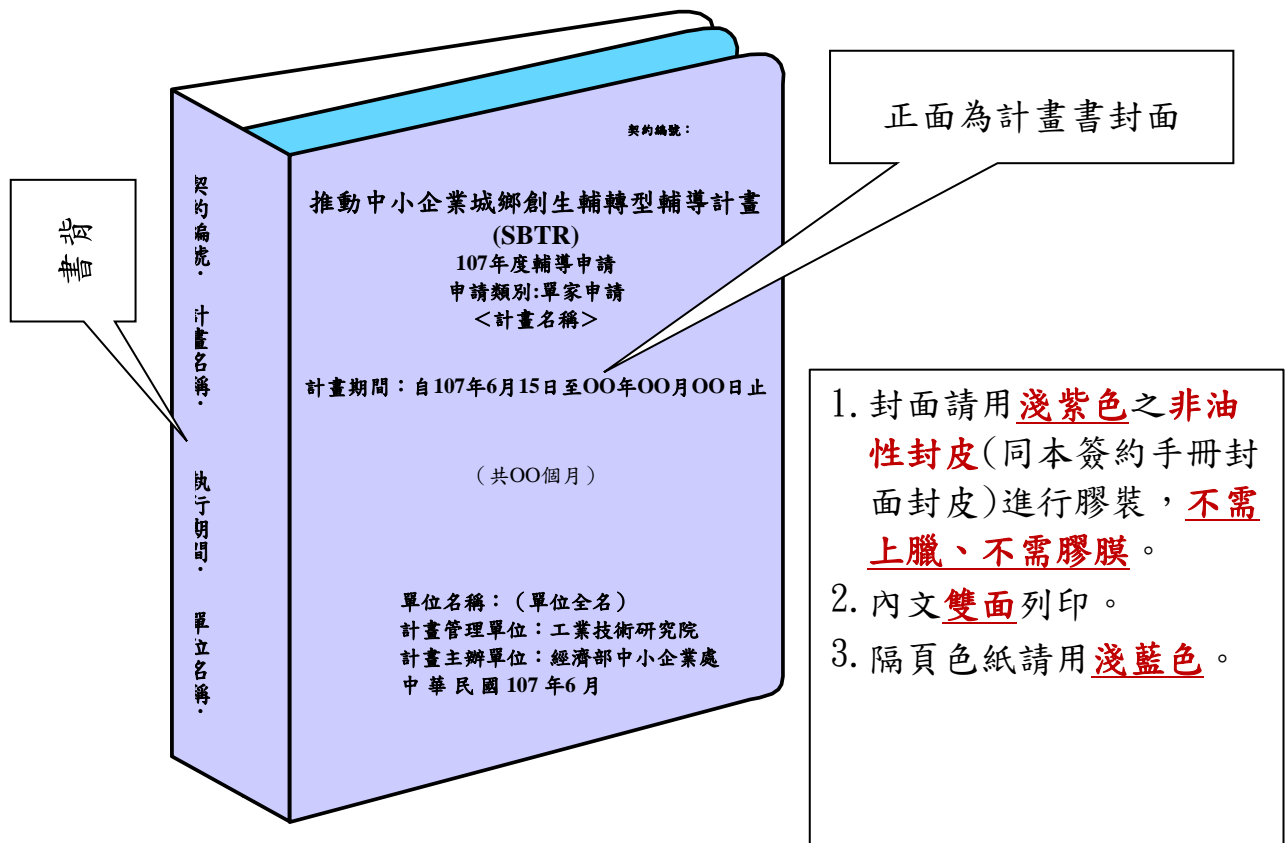 契約編號：
推動中小企業城鄉創生輔轉型輔導計畫
(SBTR)
107年度輔導申請
申請類別:單家申請
＜計畫名稱＞
計畫期間：自107年6月15日至OO年OO月OO日止
（共OO個月）
單位名稱：（單位全名）
計畫管理單位：工業技術研究院
計畫主辦單位：經濟部中小企業處
中 華 民 國 107 年6 月
契約編號：
計畫名稱：
執行期間：
單位名稱：
書背
正面為計畫書封面
1. 封面請用淺紫色之非油
性封皮(同本簽約手冊封
面封皮)進行膠裝，不需
上臘、不需膠膜。
2. 內文雙面列印。
3. 隔頁色紙請用淺藍色。